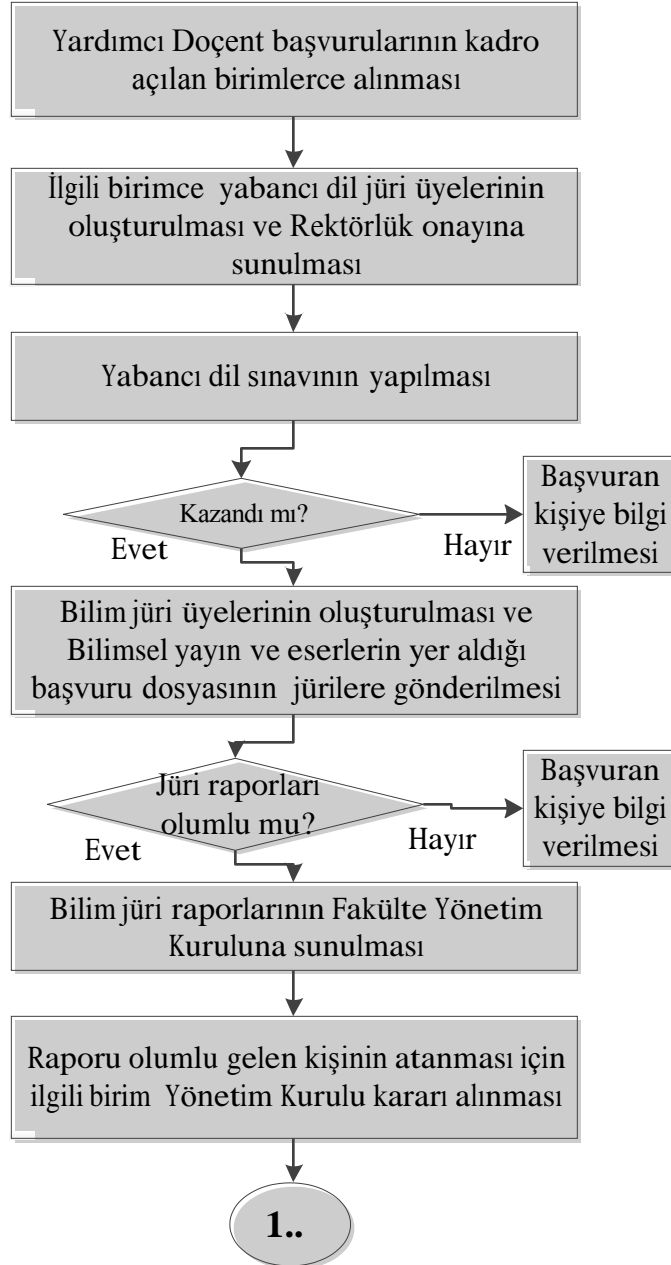 Yardımcı Doçent başvurularının kadro
açılan birimlerce alınması
İlgili birimce yabancı dil jüri üyelerinin
oluşturulması ve Rektörlük onayına
sunulması
Yabancı dil sınavının yapılması
Kazandı mı?
Evet
Hayır
Başvuran
kişiye bilgi
verilmesi
Bilim jüri üyelerinin oluşturulması ve
Bilimsel yayın ve eserlerin yer aldığı
başvuru dosyasının jürilere gönderilmesi
Jüri raporları
olumlu mu?
Evet
Hayır
Başvuran
kişiye bilgi
verilmesi
Bilim jüri raporlarının Fakülte Yönetim
Kuruluna sunulması
Raporu olumlu gelen kişinin atanması için
ilgili birim Yönetim Kurulu kararı alınması
1..